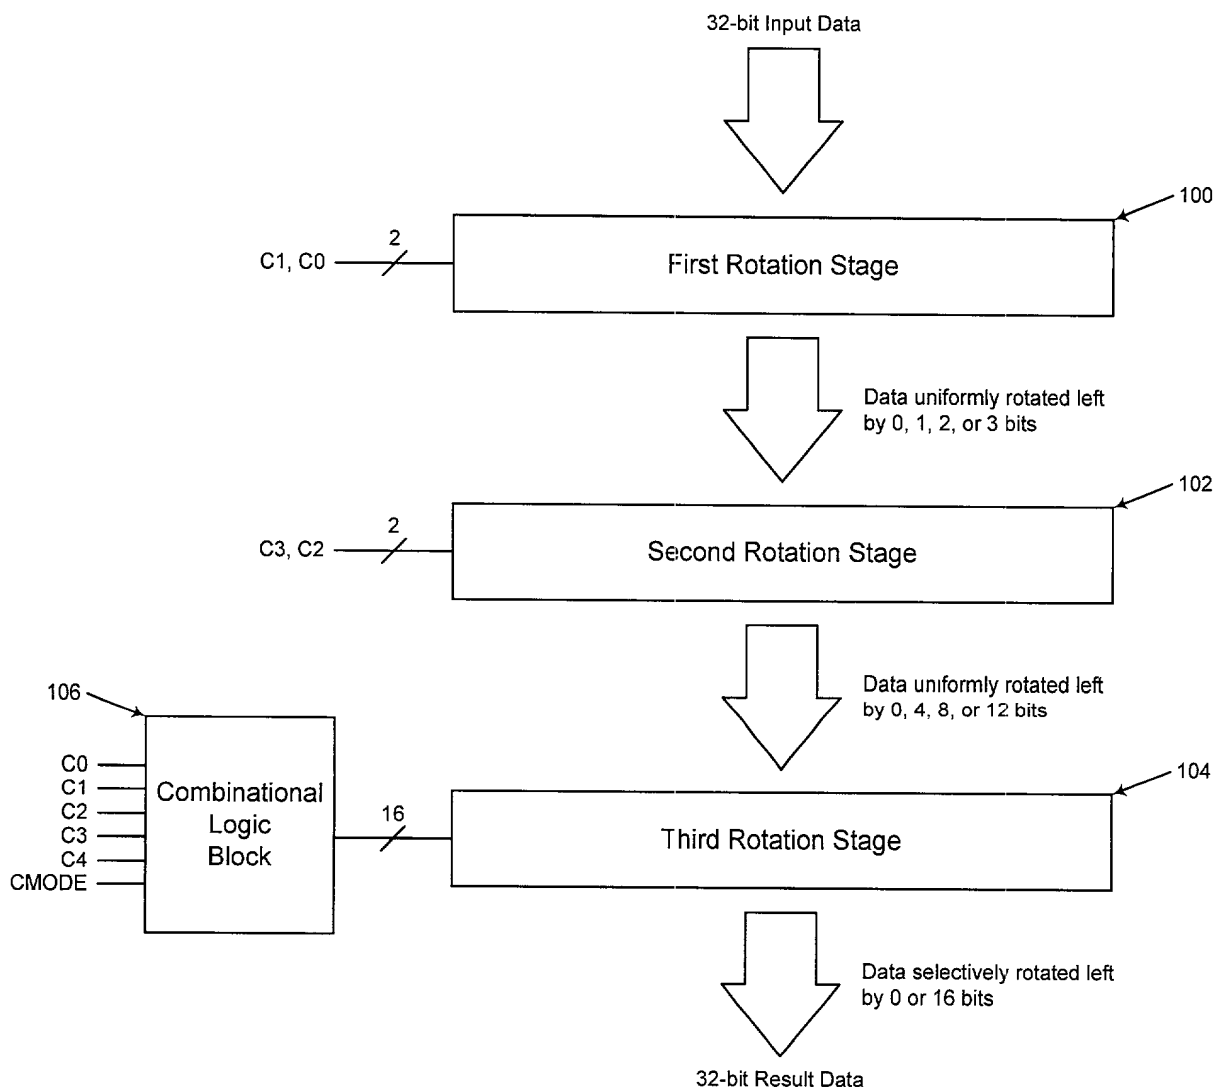 32-bit Input Data
100
2
C1, C0
First Rotation Stage
Data uniformly rotated left
by 0, 1, 2, or 3 bits
102
2
C3, C2
Second Rotation Stage
Data uniformly rotated left
by 0, 4, 8, or 12 bits
106
104
C0
C1
C2
C3
C4
CMODE
Combinational
Logic
Block
16
Third Rotation Stage
Data selectively rotated left
by 0 or 16 bits
32-bit Result Data